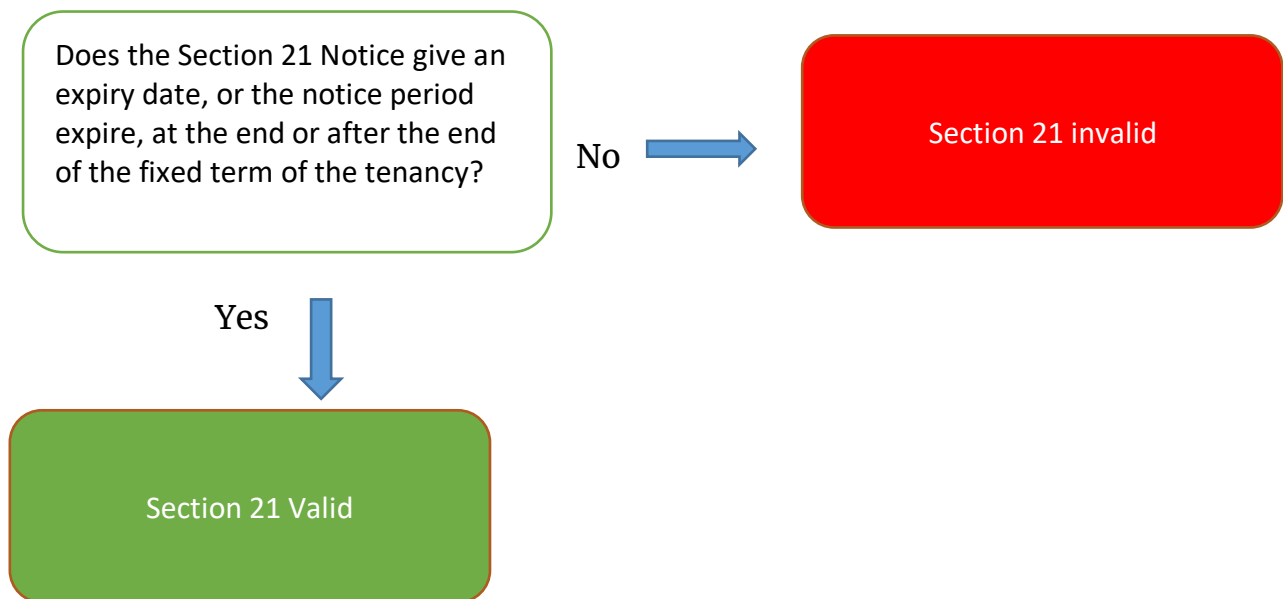 Does the Section 21 Notice give an
expiry date, or the notice period
expire, at the end or after the end
of the fixed term of the tenancy?
No
Section 21 invalid
Yes
Section 21 Valid